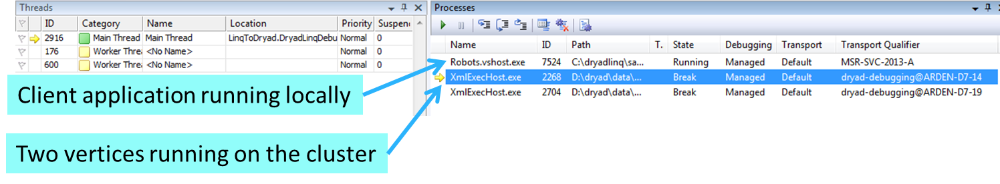 Threads
ID Category Name Location Priority Suspen
2916 Main Thread Main Thread LinqToDryad.DryadLinqDebu Normal 0
176 Worker Threa <No Name> Normal 0
600 Worker Threa <No Name> Normal 0
Processes
Name ID Path T. State Debugging Transport Transport Qualifier
Robots.vshost.exe 7524 C:\dryadlinq\sa... Running Managed Default MSR-SVC-2013-A
XmlExecHost.exe 2268 D:\dryad\data\... Break Managed Default dryad-debugging@ARDEN-D7-14
XmlExecHost.exe 2704 D:\dryad\data\... Break Managed Default dryad-debugging@ARDEN-D7-19
Client application running locally
Two vertices running on the cluster